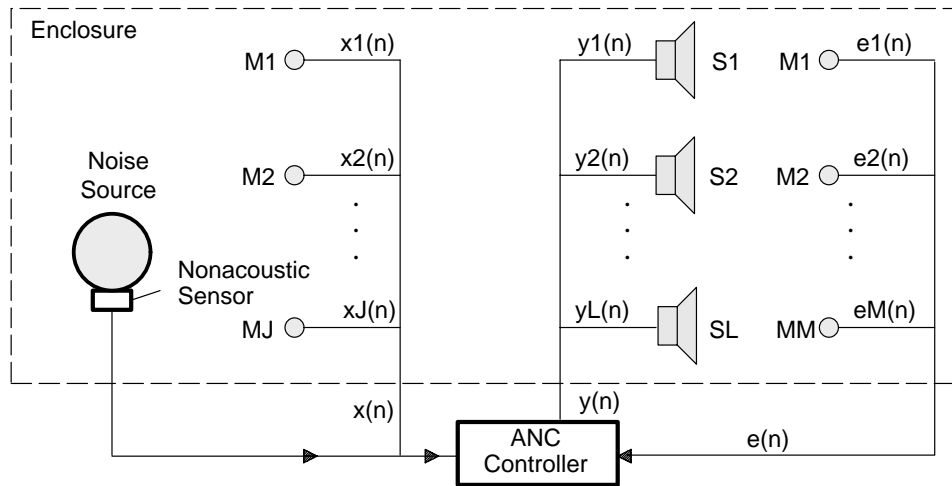 Enclosure
M1 x1(n) y1(n) S1 M1 e1(n)
Noise
Source
M2 x2(n) y2(n) S2 M2 e2(n)
Nonacoustic
Sensor
MJ xJ(n) yL(n) SL MM eM(n)
x(n) y(n)
ANC
Controller
e(n)